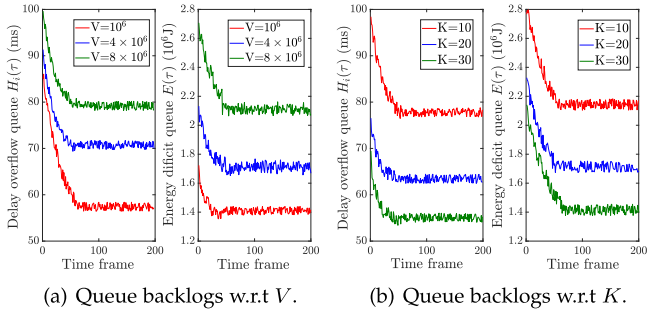 Delay overflow queue H_i(τ) (ms)
100
90
80
70
60
50
0
100
200
Time frame
V=10^6
V=4 × 10^6
V=8 × 10^6
Energy dificit queue E(τ) (10^6J)
2.8
2.6
2.4
2.2
2
1.8
1.6
1.4
1.2
0
100
200
Time frame
V=10^6
V=4 × 10^6
V=8 × 10^6
(a) Queue backlogs w.r.t V.
Delay overflow queue H_i(τ) (ms)
100
90
80
70
60
50
0
100
200
Time frame
K=10
K=20
K=30
Energy deficit queue E(τ) (10^6J)
2.8
2.6
2.4
2.2
2
1.8
1.6
1.4
1.2
0
100
200
Time frame
K=10
K=20
K=30
(b) Queue backlogs w.r.t K.